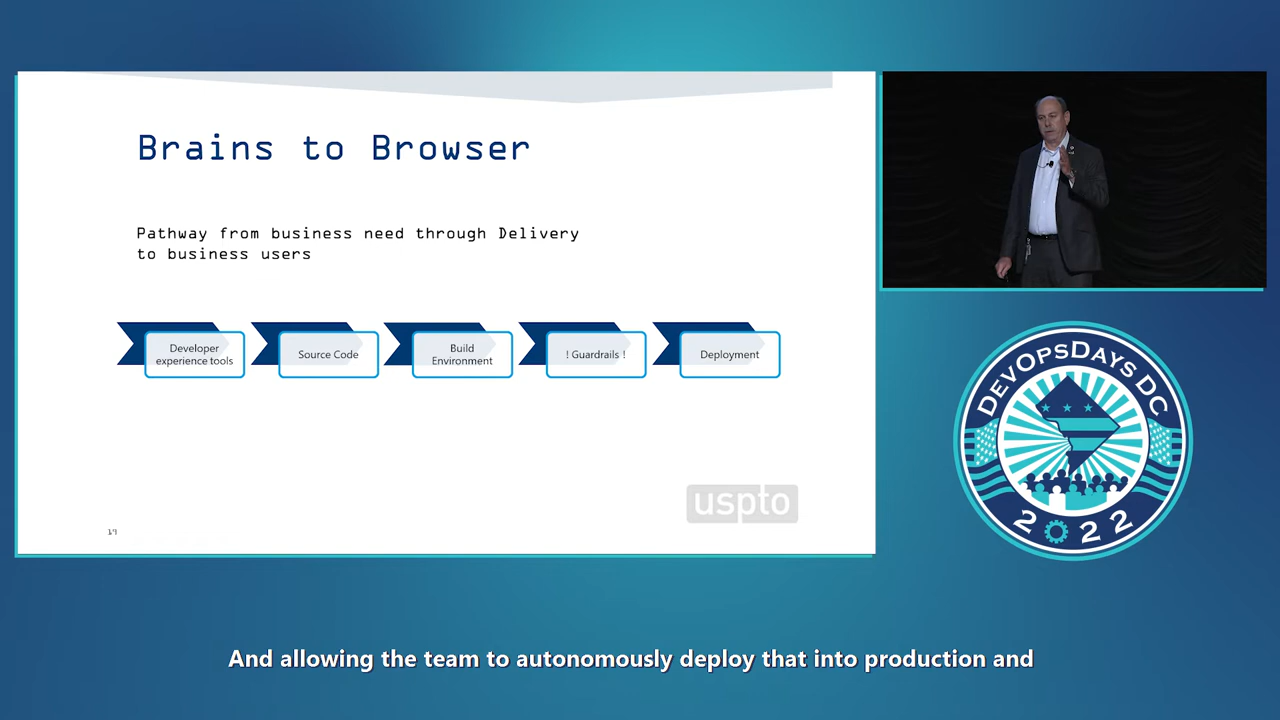 Brains to Browser
Pathway from business need through Delivery
to business users
Developer
experience tools
Source Code
Build
Environment
! Guardrails !
Deployment
uspto
DEVOPSDAYS DC
2022
And allowing the team to autonomously deploy that into production and